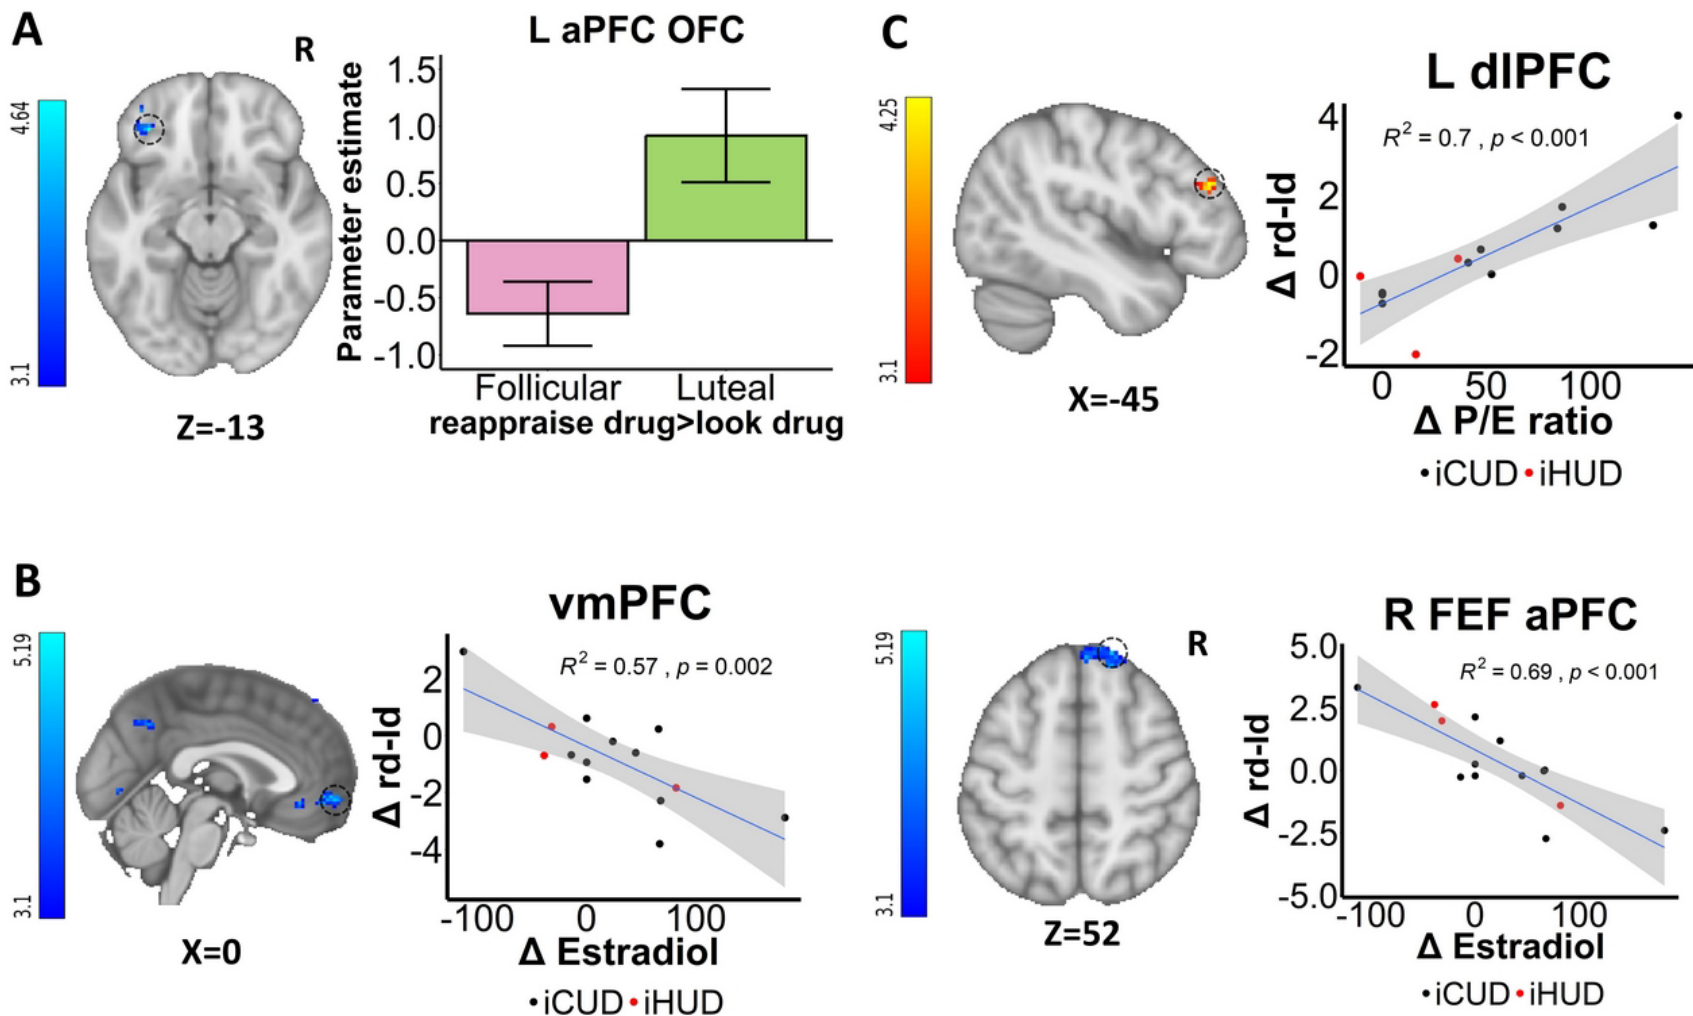 A
R
4.64
3.1
Z=-13
L aPFC OFC
Parameter estimate
1.5
1.0
0.5
0.0
-0.5
-1.0
Follicular Luteal
reappraise drug>look drug
C
4.25
3.1
X=-45
L dlPFC
R² = 0.7 , p < 0.001
Δ rd-ld
4
2
0
-2
0 50 100
Δ P/E ratio
•iCUD •iHUD
B
5.19
3.1
X=0
vmPFC
R² = 0.57 , p = 0.002
Δ rd-ld
2
0
-2
-4
-100 0 100
Δ Estradiol
•iCUD •iHUD
5.19
3.1
R
Z=52
R FEF aPFC
R² = 0.69 , p < 0.001
Δ rd-ld
5.0
2.5
0.0
-2.5
-5.0
-100 0 100
Δ Estradiol
•iCUD •iHUD